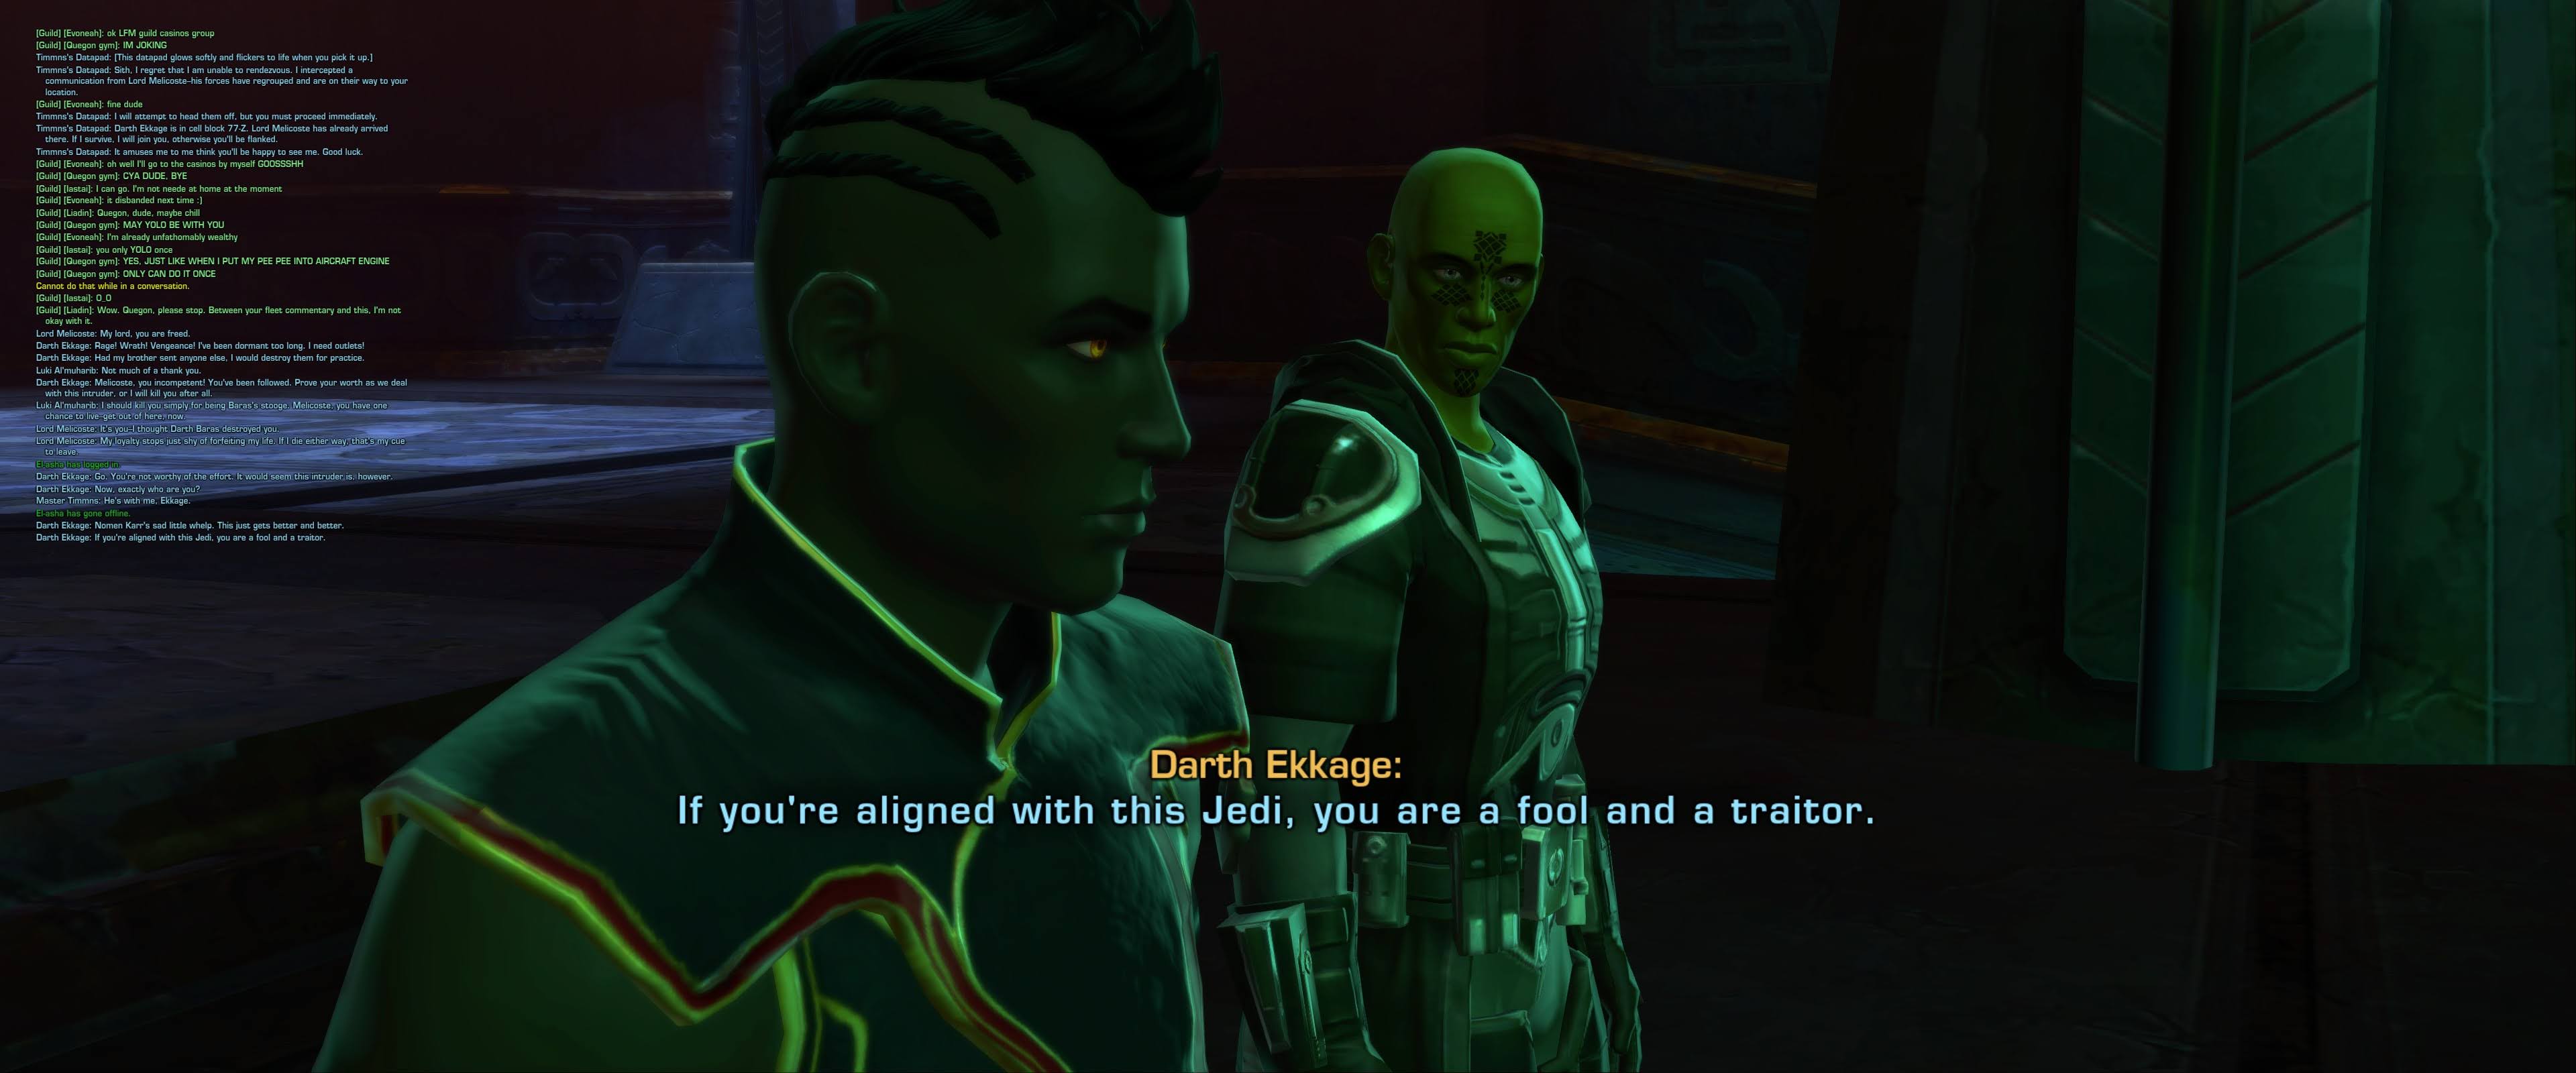 [Guild] [Evoneah]: ok LFM guild casinos group
[Guild] [Quegon gym]: IM JOKING
Timmns's Datapad: [This datapad glows softly and flickers to life when you pick it up.]
Timmns's Datapad: Sith, I regret that I am unable to rendezvous. I intercepted a
communication from Lord Melicoste–his forces have regrouped and are on their way to your
location.
[Guild] [Evoneah]: fine dude
Timmns's Datapad: I will attempt to head them off, but you must proceed immediately.
Timmns's Datapad: Darth Ekkage is in cell block 77-Z. Lord Melicoste has already arrived
there. If I survive, I will join you, otherwise you'll be flanked.
Timmns's Datapad: It amuses me to me think you'll be happy to see me. Good luck.
[Guild] [Evoneah]: oh well I'll go to the casinos by myself GOOSSSHH
[Guild] [Quegon gym]: CYA DUDE, BYE
[Guild] [Iastai]: I can go. I'm not neede at home at the moment
[Guild] [Evoneah]: it disbanded next time :]
[Guild] [Liadin]: Quegon, dude, maybe chill
[Guild] [Quegon gym]: MAY YOLO BE WITH YOU
[Guild] [Evoneah]: I'm already unfathomably wealthy
[Guild] [Iastai]: you only YOLO once
[Guild] [Quegon gym]: YES, JUST LIKE WHEN I PUT MY PEE PEE INTO AIRCRAFT ENGINE
[Guild] [Quegon gym]: ONLY CAN DO IT ONCE
Cannot do that while in a conversation.
[Guild] [Iastai]: O_O
[Guild] [Liadin]: Wow. Quegon, please stop. Between your fleet commentary and this, I'm not
okay with it.
Lord Melicoste: My lord, you are freed.
Darth Ekkage: Rage! Wrath! Vengeance! I've been dormant too long. I need outlets!
Darth Ekkage: Had my brother sent anyone else, I would destroy them for practice.
Luki Al'muharib: Not much of a thank you.
Darth Ekkage: Melicoste, you incompetent! You've been followed. Prove your worth as we deal
with this intruder, or I will kill you after all.
Luki Al'muharib: I should kill you simply for being Baras's stooge. Melicoste, you have one
chance to live–get out of here, now.
Lord Melicoste: It's you–I thought Darth Baras destroyed you.
Lord Melicoste: My loyalty stops just shy of forfeiting my life. If I die either way, that's my cue
to leave.
El-asha has logged in.
Darth Ekkage: Go. You're not worthy of the effort. It would seem this intruder is, however.
Darth Ekkage: Now, exactly who are you?
Master Timmns: He's with me, Ekkage.
El-asha has gone offline.
Darth Ekkage: Nomen Karr's sad little whelp. This just gets better and better.
Darth Ekkage: If you're aligned with this Jedi, you are a fool and a traitor.
Darth Ekkage:
If you're aligned with this Jedi, you are a fool and a traitor.